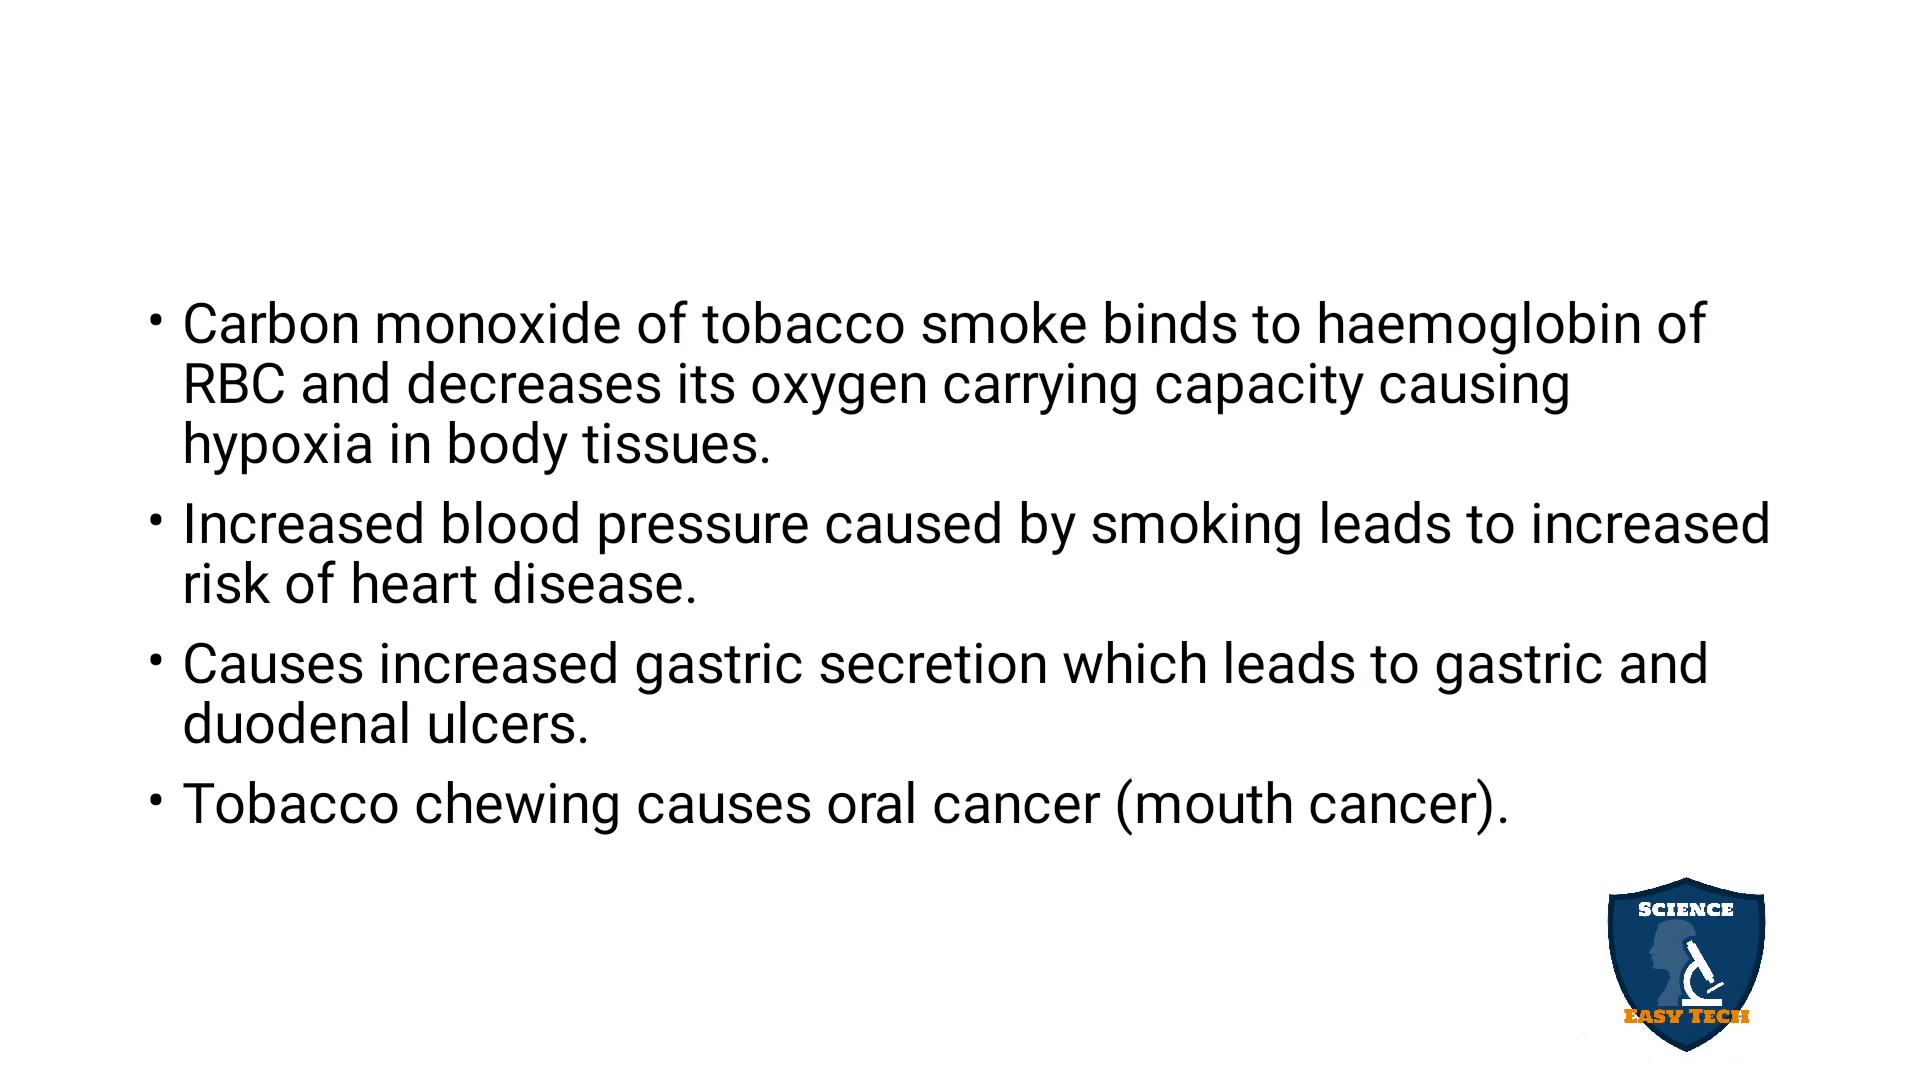 • Carbon monoxide of tobacco smoke binds to haemoglobin of
RBC and decreases its oxygen carrying capacity causing
hypoxia in body tissues.
• Increased blood pressure caused by smoking leads to increased
risk of heart disease.
• Causes increased gastric secretion which leads to gastric and
duodenal ulcers.
• Tobacco chewing causes oral cancer (mouth cancer).
SCIENCE
EASY TECH